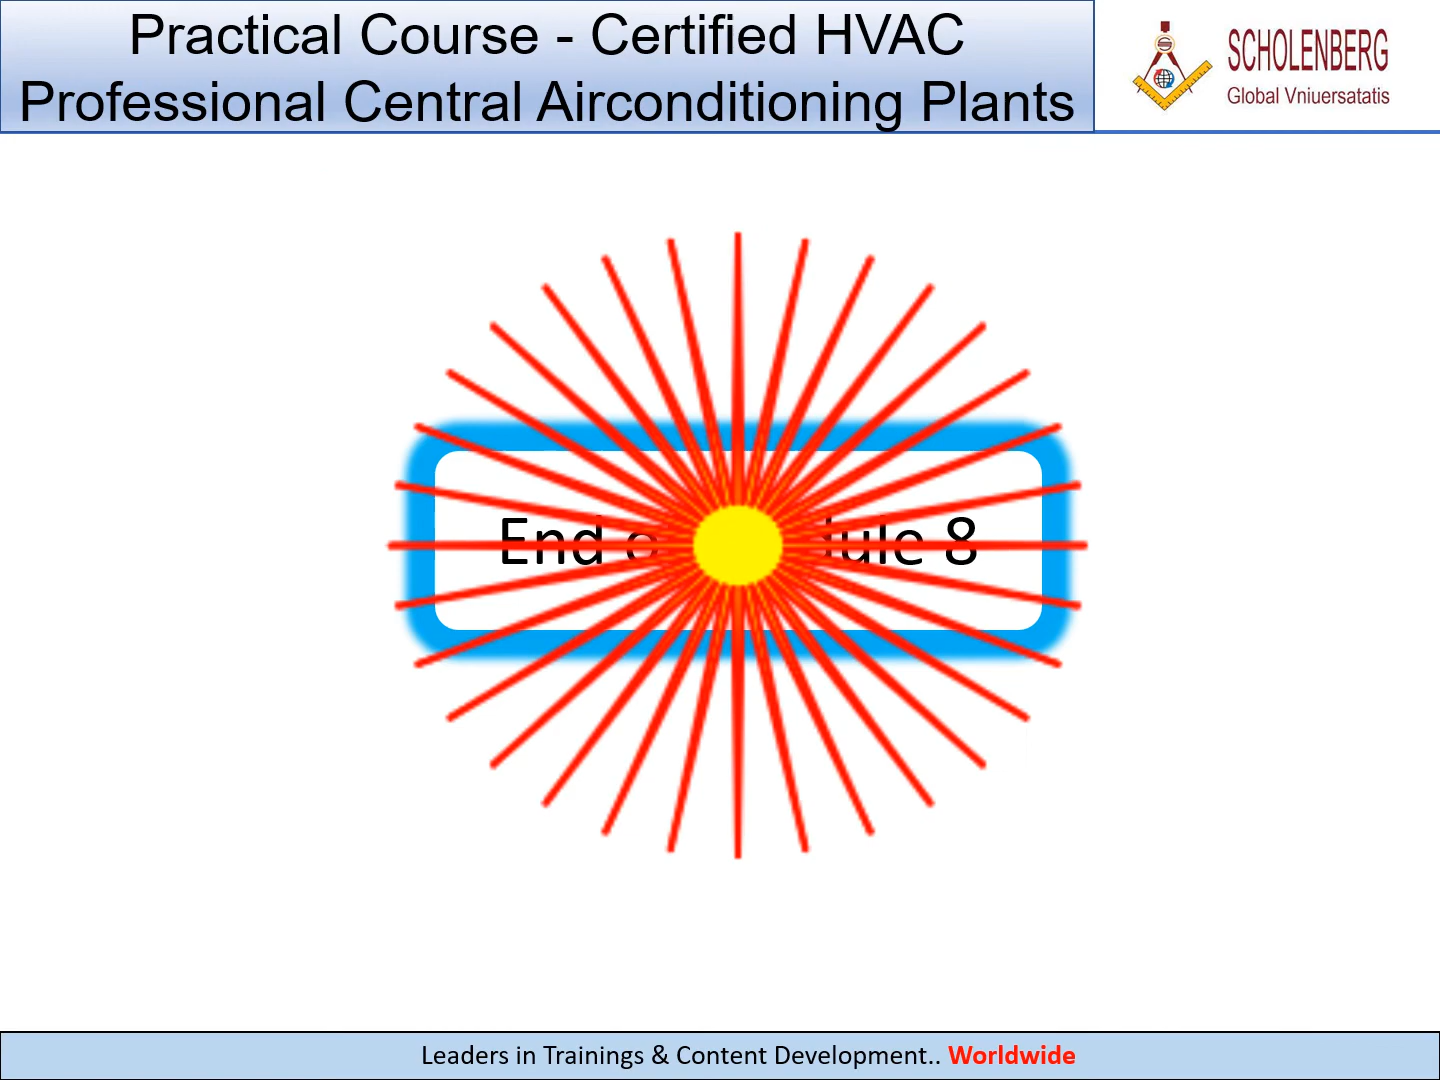 Practical Course - Certified HVAC
Professional Central Airconditioning Plants
SCHOLENBERG
Global Vniuersatatis
End 8
Leaders in Trainings & Content Development.. Worldwide